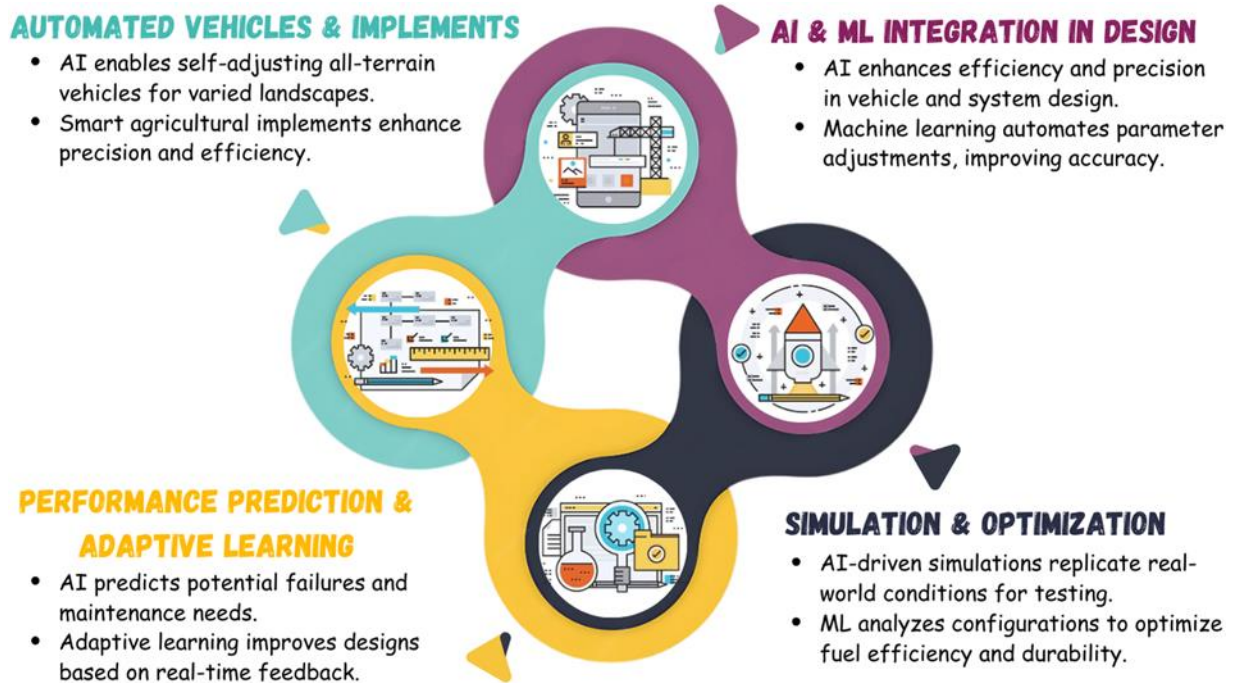 AUTOMATED VEHICLES & IMPLEMENTS
• AI enables self-adjusting all-terrain
vehicles for varied landscapes.
• Smart agricultural implements enhance
precision and efficiency.
AI & ML INTEGRATION IN DESIGN
• AI enhances efficiency and precision
in vehicle and system design.
• Machine learning automates parameter
adjustments, improving accuracy.
PERFORMANCE PREDICTION &
ADAPTIVE LEARNING
• AI predicts potential failures and
maintenance needs.
• Adaptive learning improves designs
based on real-time feedback.
SIMULATION & OPTIMIZATION
• AI-driven simulations replicate real-
world conditions for testing.
• ML analyzes configurations to optimize
fuel efficiency and durability.